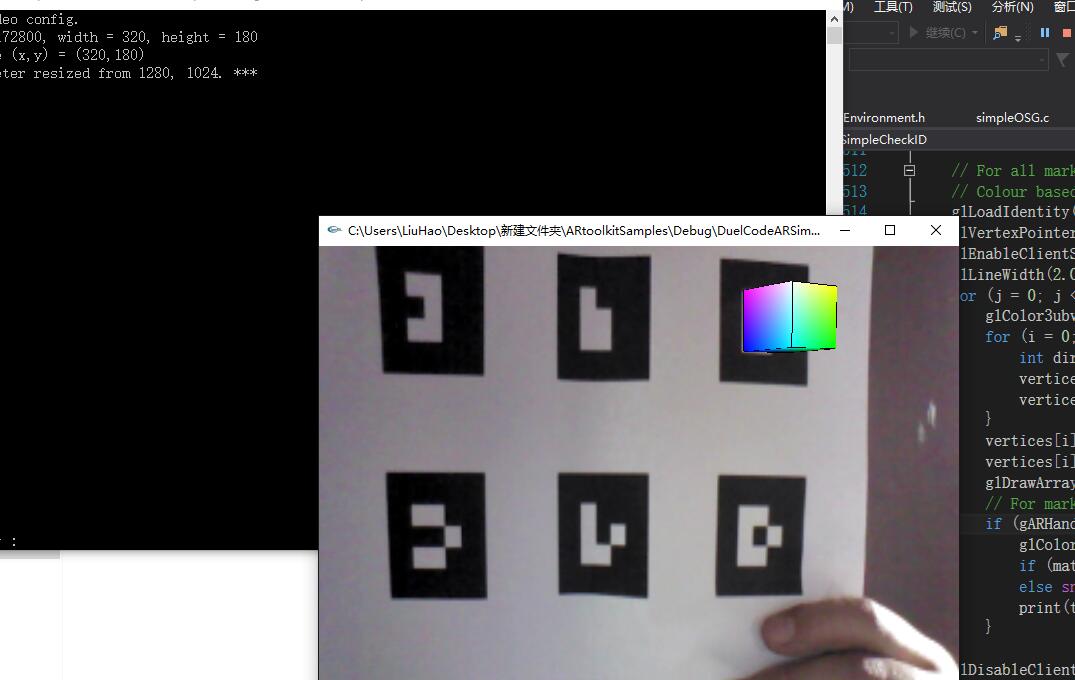 leo config.
172800, width = 320, height = 180
e (x,y) = (320,180)
eter resized from 1280, 1024. ***
:
M) 工具(T) 测试(S) 分析(N) 窗口
继续(C)
Environment.h simpleOSG.c
SimpleCheckID
511
512 // For all mark
513 // Colour based
514 glLoadIdentity(
C:\Users\LiuHao\Desktop\新建文件夹\ARtoolkitSamples\Debug\DuelCodeARSim...
lVertexPointer
lEnableClientS
lLineWidth(2.0
or (j = 0; j <
glColor3ubv
for (i = 0;
int dir
vertice
vertice
}
vertices[i]
vertices[i]
glDrawArray
// For mark
if (gARHand
glColor
if (mat
else sn
print(t
}
lDisableClient